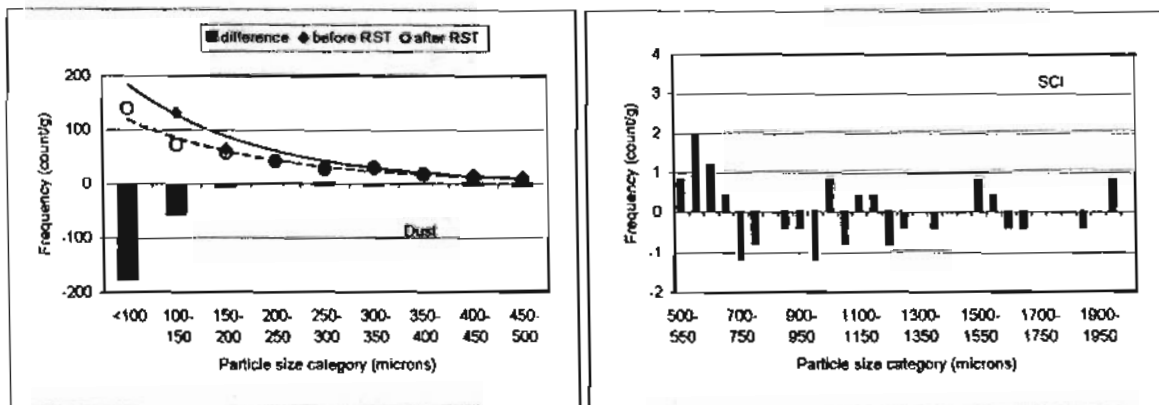 difference before RST after RST
Frequency (count/g)
200
100
0
-100
-200
Dust
<100 100-150 150-200 200-250 250-300 300-350 350-400 400-450 450-500
Particle size category (microns)
Frequency (count/g)
4
3
2
1
0
-1
-2
SCI
500-550 700-750 900-950 1100-1150 1300-1350 1500-1550 1700-1750 1900-1950
Particle size category (microns)